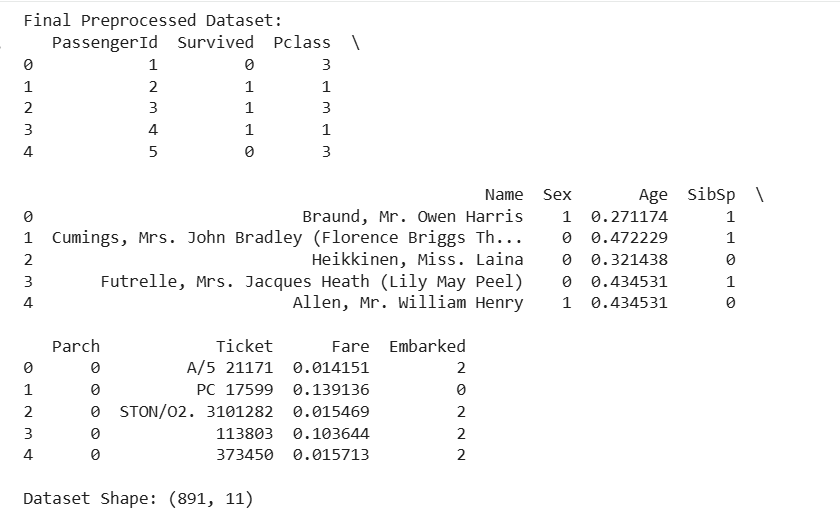 Final Preprocessed Dataset:
   PassengerId  Survived  Pclass  \
0            1         0       3
1            2         1       1
2            3         1       3
3            4         1       1
4            5         0       3

                                                Name  Sex       Age  SibSp  \
0                            Braund, Mr. Owen Harris    1  0.271174      1
1  Cumings, Mrs. John Bradley (Florence Briggs Th...    0  0.472229      1
2                             Heikkinen, Miss. Laina    0  0.321438      0
3       Futrelle, Mrs. Jacques Heath (Lily May Peel)    0  0.434531      1
4                           Allen, Mr. William Henry    1  0.434531      0

   Parch            Ticket      Fare  Embarked
0      0         A/5 21171  0.014151         2
1      0          PC 17599  0.139136         0
2      0  STON/O2. 3101282  0.015469         2
3      0            113803  0.103644         2
4      0            373450  0.015713         2

Dataset Shape: (891, 11)